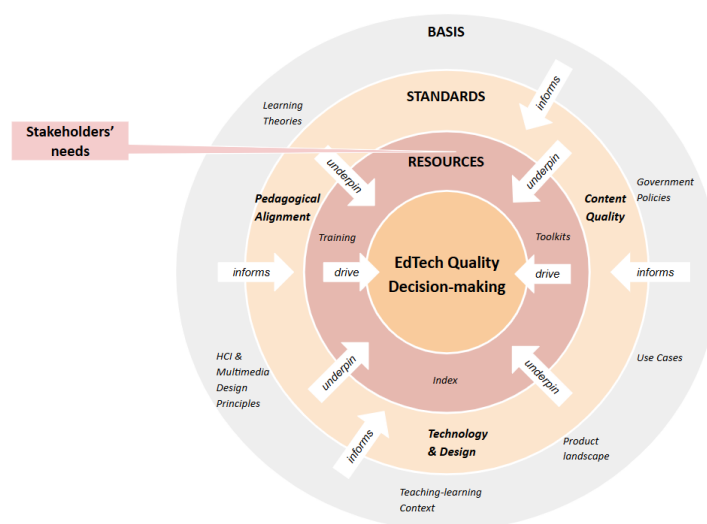 BASIS
STANDARDS
informs
Learning
Theories
Stakeholders'
needs
RESOURCES
underpin
underpin
Government
Policies
Pedagogical
Alignment
Content
Quality
Training
Toolkits
EdTech Quality
Decision-making
informs
drive
drive
informs
HCI &
Multimedia
Design
Principles
Use Cases
underpin
underpin
Index
Technology
& Design
informs
Product
landscape
Teaching-learning
Context